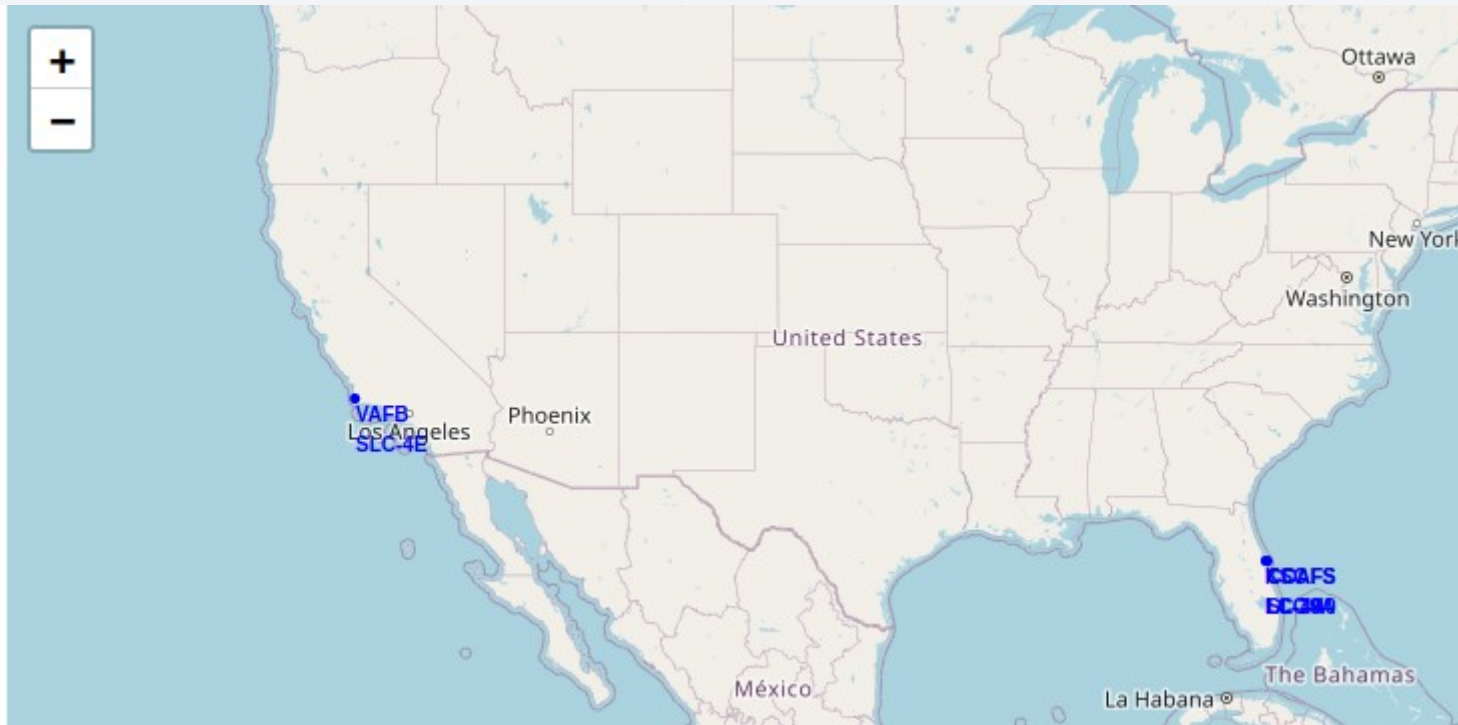 +
−
Ottawa
New York
Washington
United States
VAFB
Los Angeles
SLC-4E
Phoenix
México
The Bahamas
La Habana